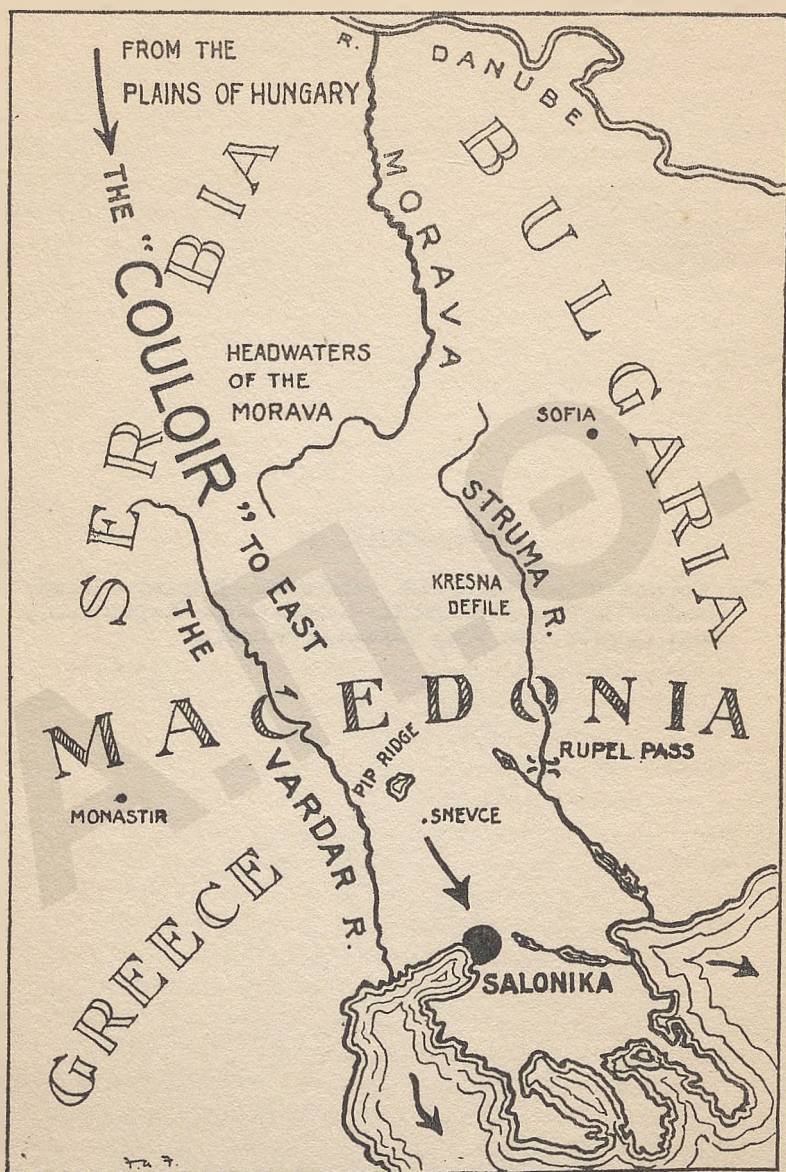 FROM THE
PLAINS OF HUNGARY
R. DANUBE
MORAVA
BULGARIA
SERBIA
THE "COULOIR" TO EAST
HEADWATERS
OF THE
MORAVA
SOFIA
STRUMA R.
KRESNA
DEFILE
THE VARDAR R.
MACEDONIA
RUPEL PASS
PIP RIDGE
MONASTIR
SNEVCE
GREECE
SALONIKA
Α.Π.Θ.